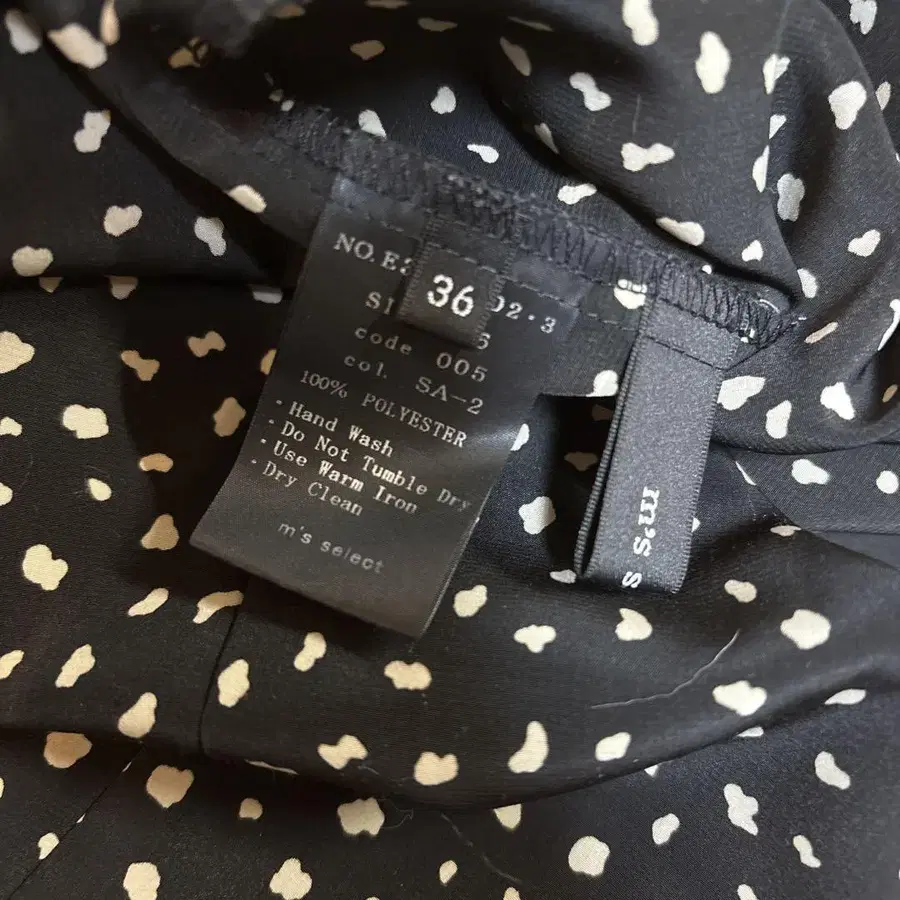 36
NO.E 02.3
SI 6
code 005
col. SA-2
100% POLYESTER
· Hand Wash
· Do Not Tumble Dry
· Use Warm Iron
· Dry Clean
m's select
m's s